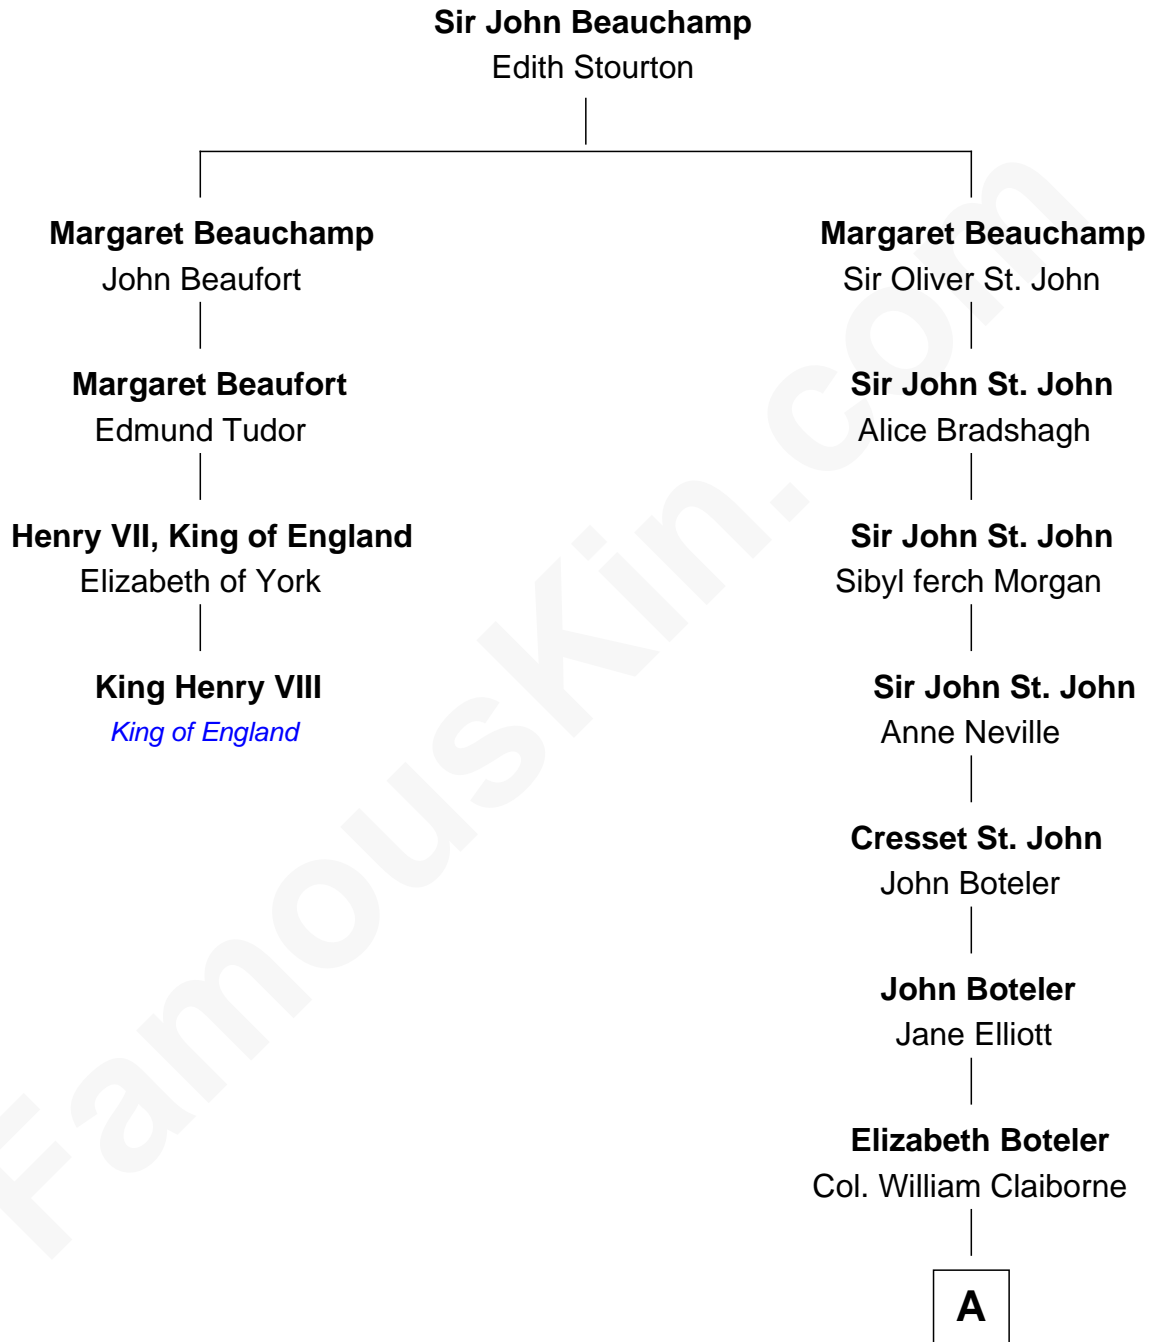 Sir John Beauchamp
Edith Stourton
Margaret Beauchamp
John Beaufort
Margaret Beaufort
Edmund Tudor
Henry VII, King of England
Elizabeth of York
King Henry VIII
King of England
Margaret Beauchamp
Sir Oliver St. John
Sir John St. John
Alice Bradshagh
Sir John St. John
Sibyl ferch Morgan
Sir John St. John
Anne Neville
Cresset St. John
John Boteler
John Boteler
Jane Elliott
Elizabeth Boteler
Col. William Claiborne
A
FamousKin.com